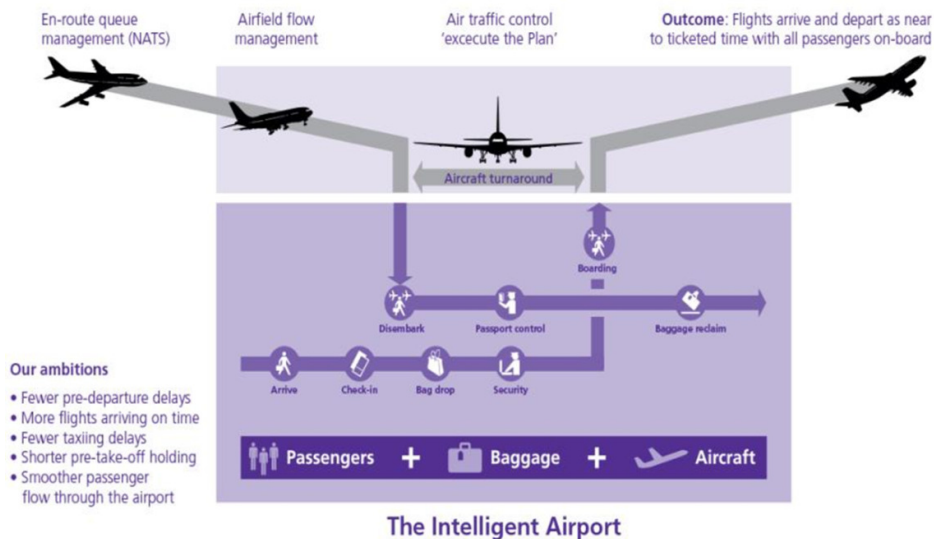 En-route queue
management (NATS)
Airfield flow
management
Air traffic control
‘excecute the Plan’
Outcome: Flights arrive and depart as near
to ticketed time with all passengers on-board
Aircraft turnaround
Boarding
Disembark
Passport control
Baggage reclaim
Arrive
Check-in
Bag drop
Security
Our ambitions
• Fewer pre-departure delays
• More flights arriving on time
• Fewer taxiing delays
• Shorter pre-take-off holding
• Smoother passenger
flow through the airport
Passengers + Baggage + Aircraft
The Intelligent Airport